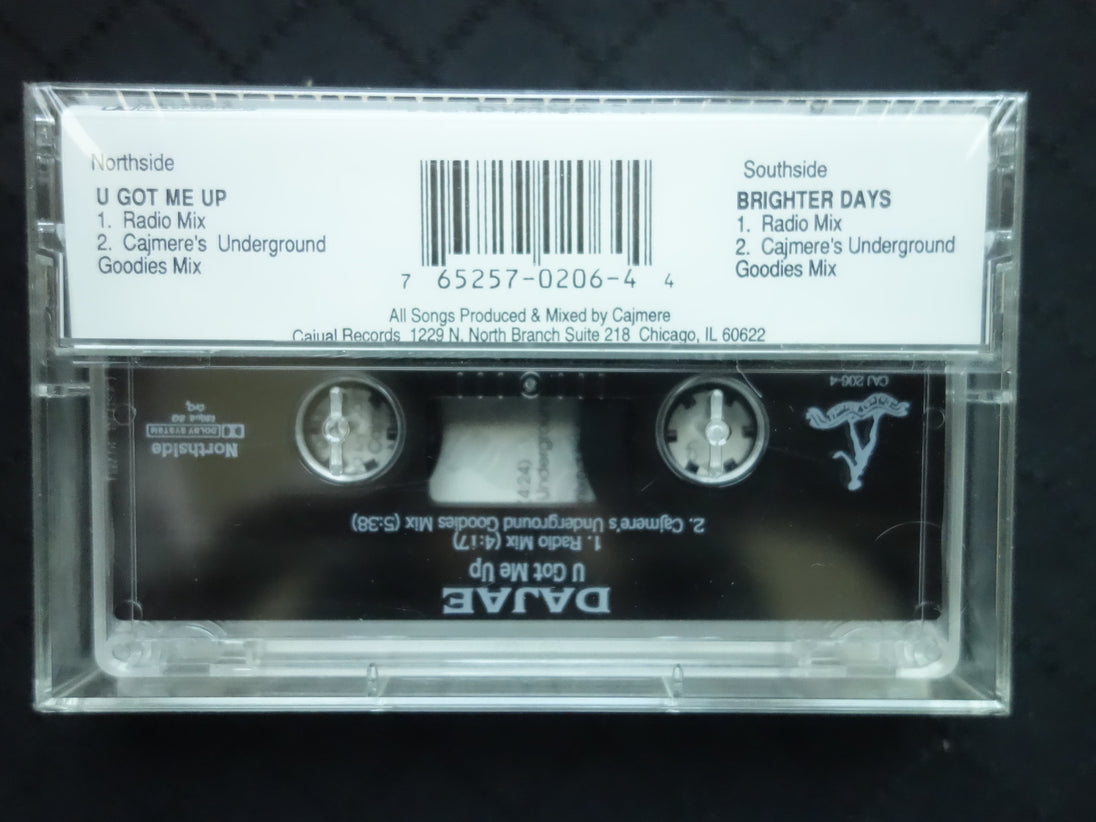 Northside
U GOT ME UP
1. Radio Mix
2. Cajmere's Underground
Goodies Mix
7 65257-0206-4 4
Southside
BRIGHTER DAYS
1. Radio Mix
2. Cajmere's Underground
Goodies Mix
All Songs Produced & Mixed by Cajmere
Cajual Records 1229 N. North Branch Suite 218 Chicago, IL 60622
DAJAE
U Got Me Up
1. Radio Mix (4:17)
2. Cajmere's Underground Goodies Mix (5:38)
Northside
DOLBY SYSTEM
CAJ 206-4